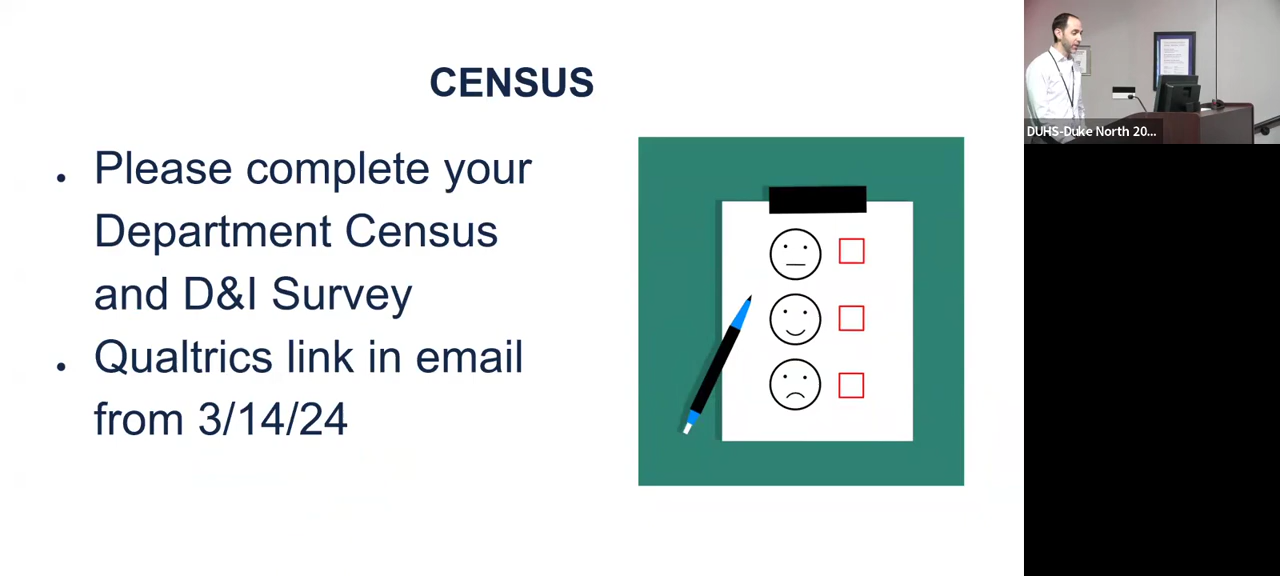 CENSUS
• Please complete your
Department Census
and D&I Survey
• Qualtrics link in email
from 3/14/24
DUHS-Duke North 20...